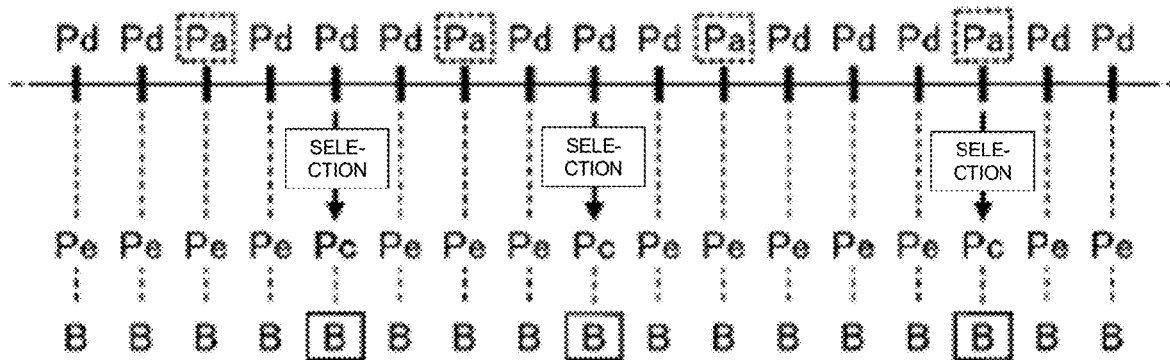 Pd Pd Pa Pd Pd Pd Pa Pd Pd Pd Pa Pd Pd Pd Pa Pd Pd
SELE-
CTION
SELE-
CTION
SELE-
CTION
Pe Pe Pe Pe Pc Pe Pe Pe Pc Pe Pe Pe Pe Pe Pc Pe Pe
B B B B B B B B B B B B B B B B B